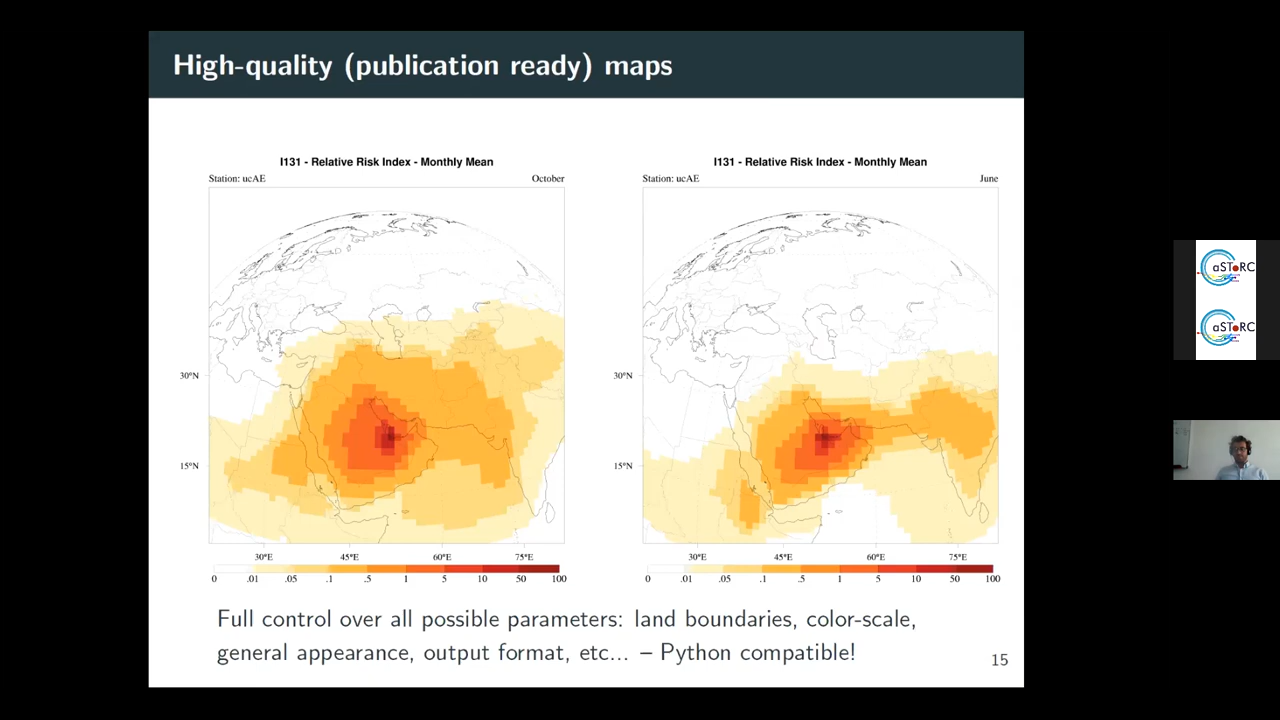 High-quality (publication ready) maps
I131 - Relative Risk Index - Monthly Mean
Station: ucAE October
30°N
15°N
30°E 45°E 60°E 75°E
0 .01 .05 .1 .5 1 5 10 50 100
I131 - Relative Risk Index - Monthly Mean
Station: ucAE June
30°N
15°N
30°E 45°E 60°E 75°E
0 .01 .05 .1 .5 1 5 10 50 100
Full control over all possible parameters: land boundaries, color-scale,
general appearance, output format, etc... – Python compatible!
15
aSToRC
aSToRC